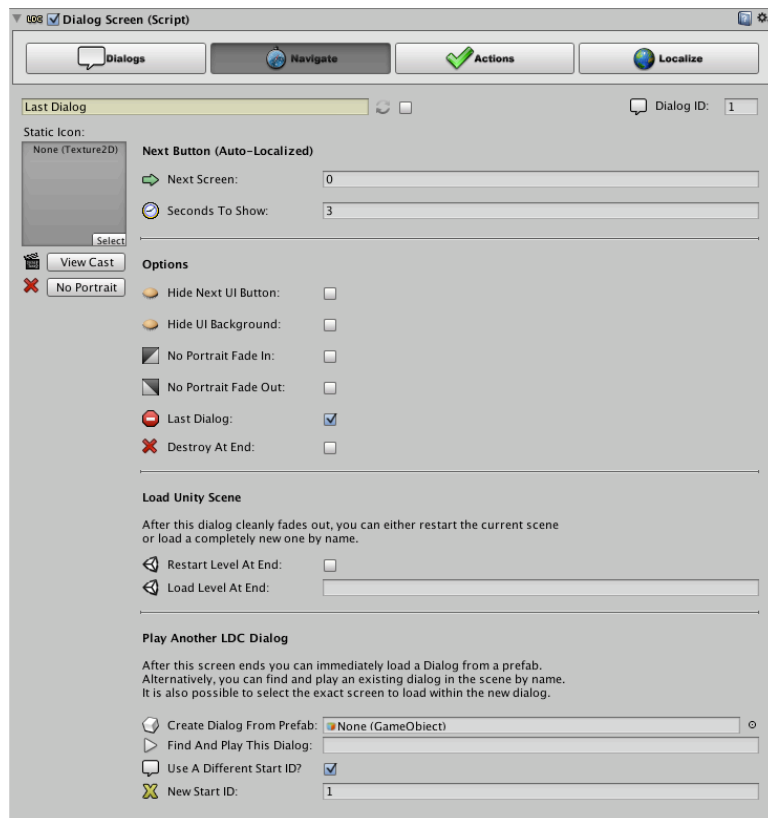 LDC Dialog Screen (Script)
Dialogs
Navigate
Actions
Localize
Last Dialog
Dialog ID: 1
Static Icon:
None (Texture2D)
Select
View Cast
No Portrait
Next Button (Auto-Localized)
Next Screen: 0
Seconds To Show: 3
Options
Hide Next UI Button:
Hide UI Background:
No Portrait Fade In:
No Portrait Fade Out:
Last Dialog:
Destroy At End:
Load Unity Scene
After this dialog cleanly fades out, you can either restart the current scene
or load a completely new one by name.
Restart Level At End:
Load Level At End:
Play Another LDC Dialog
After this screen ends you can immediately load a Dialog from a prefab.
Alternatively, you can find and play an existing dialog in the scene by name.
It is also possible to select the exact screen to load within the new dialog.
Create Dialog From Prefab: None (GameObject)
Find And Play This Dialog:
Use A Different Start ID?
New Start ID: 1